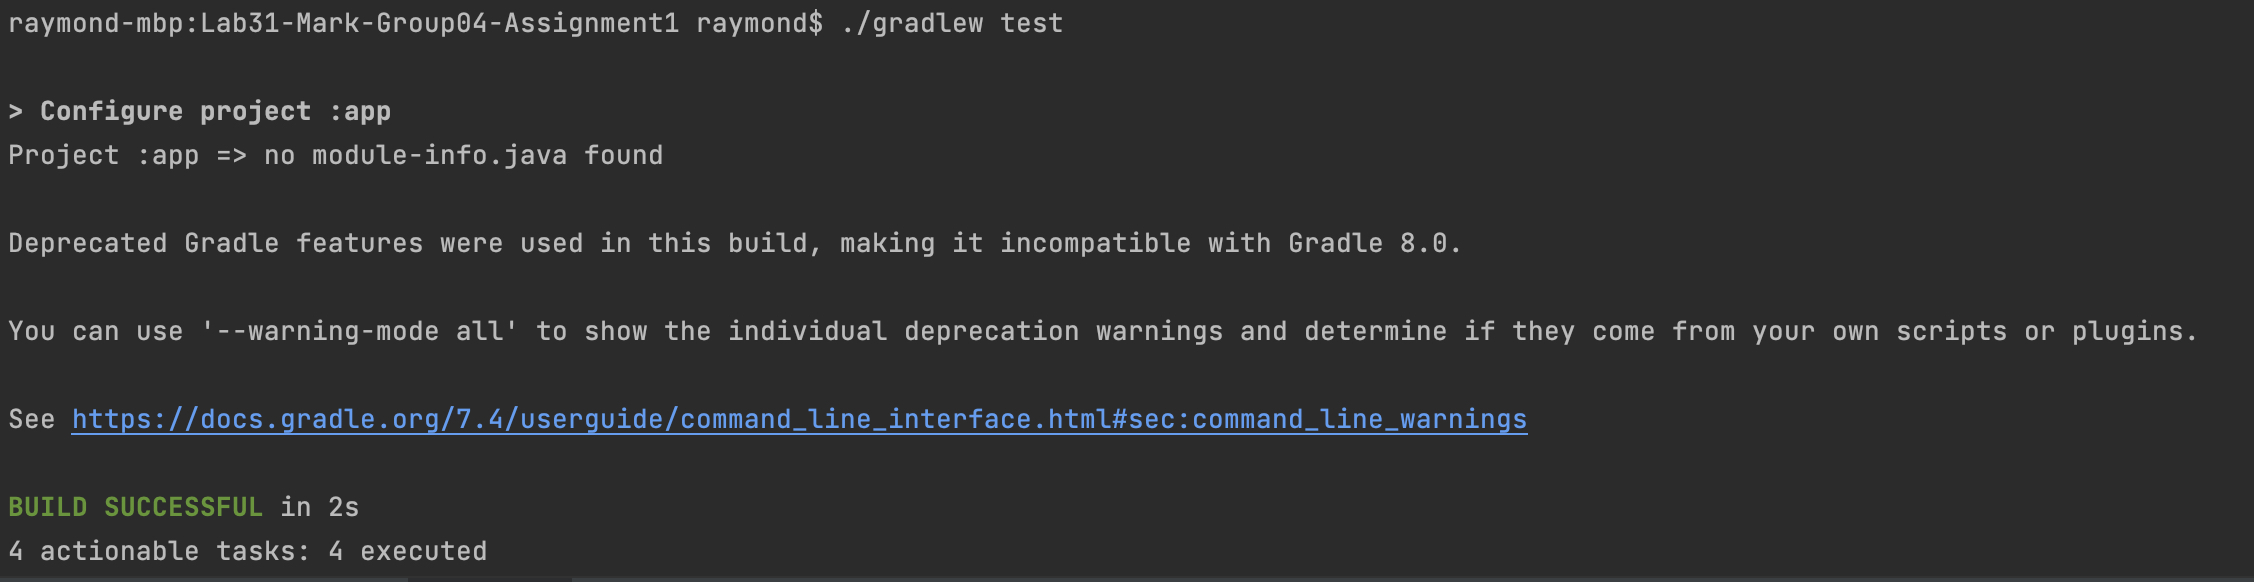 raymond-mbp:Lab31-Mark-Group04-Assignment1 raymond$ ./gradlew test
> Configure project :app
Project :app => no module-info.java found
Deprecated Gradle features were used in this build, making it incompatible with Gradle 8.0.
You can use '--warning-mode all' to show the individual deprecation warnings and determine if they come from your own scripts or plugins.
See https://docs.gradle.org/7.4/userguide/command_line_interface.html#sec:command_line_warnings
BUILD SUCCESSFUL in 2s
4 actionable tasks: 4 executed